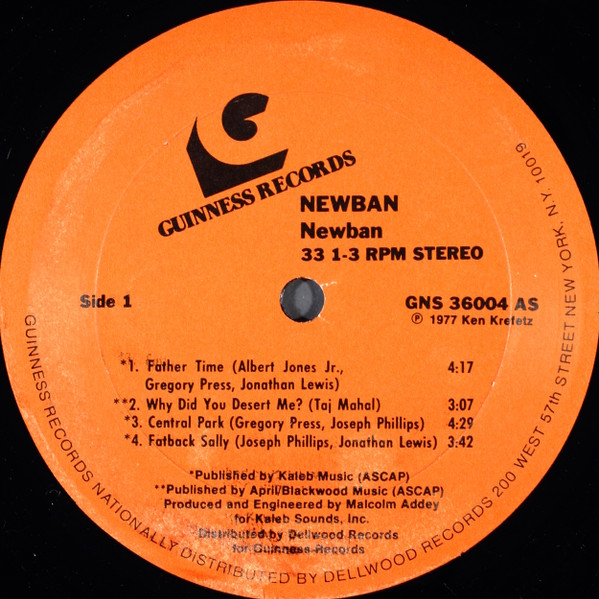 GUINNESS RECORDS
NEWBAN
Newban
33 1-3 RPM STEREO
Side 1
GNS 36004 AS
℗ 1977 Ken Krefetz
*1. Father Time (Albert Jones Jr., 4:17
Gregory Press, Jonathan Lewis)
**2. Why Did You Desert Me? (Taj Mahal) 3:07
*3. Central Park (Gregory Press, Joseph Phillips) 4:29
*4. Fatback Sally (Joseph Phillips, Jonathan Lewis) 3:42
*Published by Kaleb Music (ASCAP)
**Published by April/Blackwood Music (ASCAP)
Produced and Engineered by Malcolm Addey
for Kaleb Sounds, Inc.
Distributed by Dellwood Records
for Guinness Records
GUINNESS RECORDS NATIONALLY DISTRIBUTED BY DELLWOOD RECORDS 200 WEST 57th STREET NEW YORK, N.Y. 10019